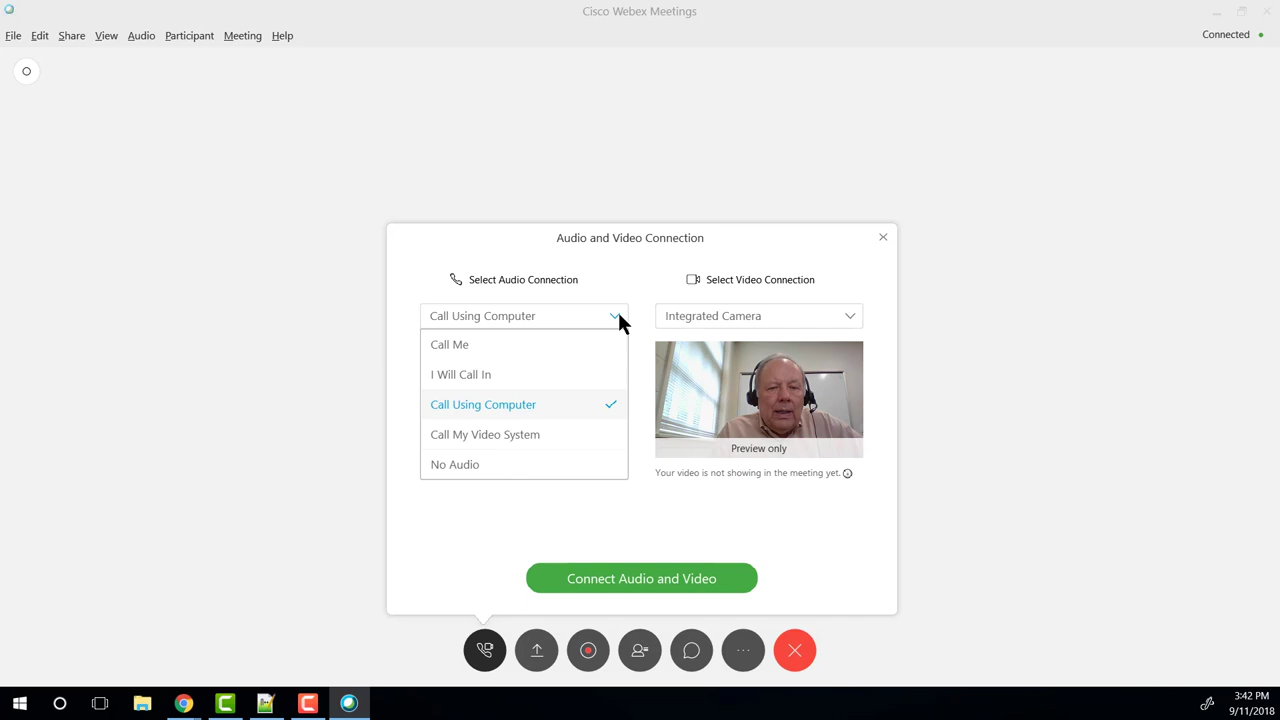 Cisco Webex Meetings
File Edit Share View Audio Participant Meeting Help
Connected
Audio and Video Connection
Select Audio Connection
Select Video Connection
Call Using Computer
Integrated Camera
Call Me
I Will Call In
Call Using Computer
Call My Video System
No Audio
Preview only
Your video is not showing in the meeting yet.
Connect Audio and Video
3:42 PM
9/11/2018